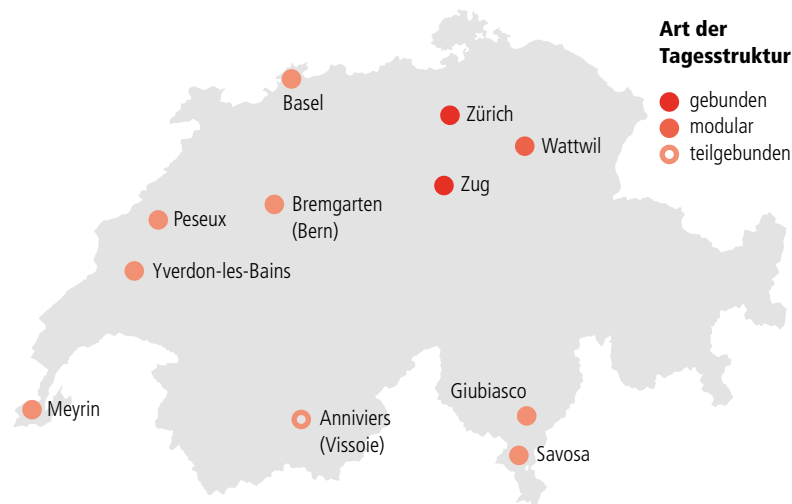 Art der
Tagesstruktur
gebunden
modular
teilgebunden
Basel
Zürich
Wattwil
Zug
Bremgarten
(Bern)
Peseux
Yverdon-les-Bains
Giubiasco
Meyrin
Anniviers
(Vissoie)
Savosa